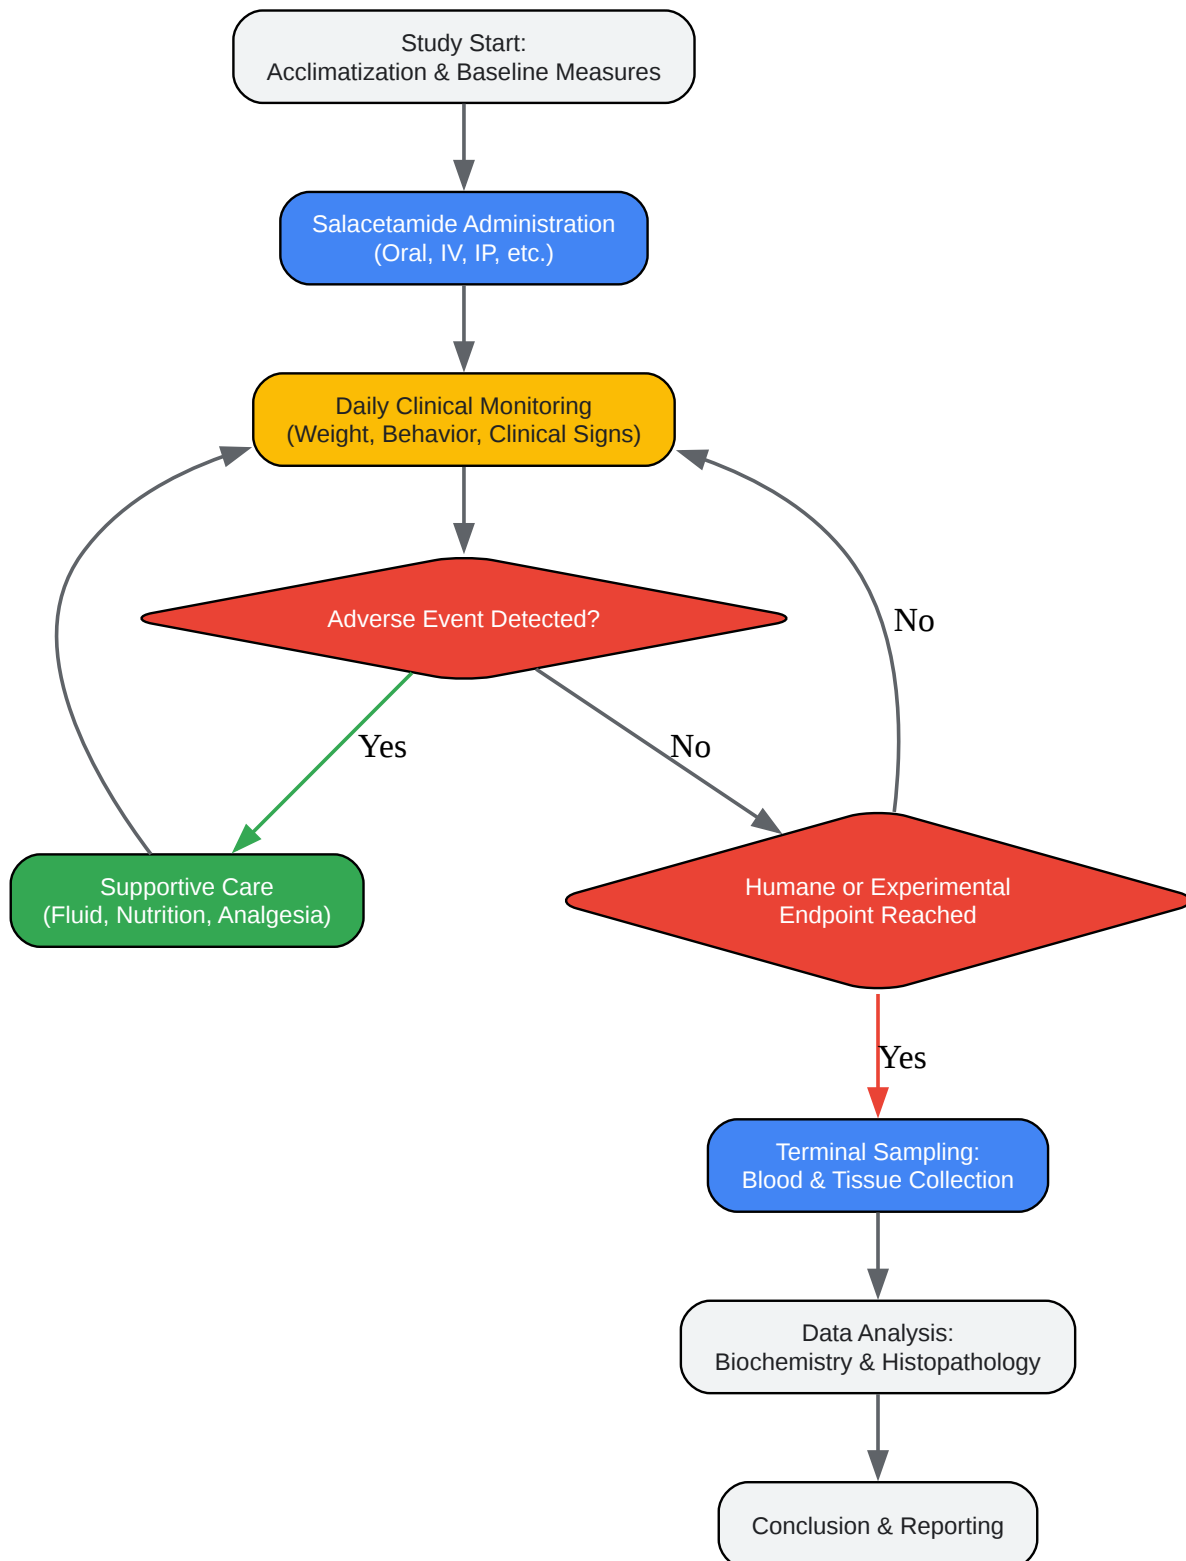 Study Start:
Acclimatization & Baseline Measures
Salacetamide Administration
(Oral, IV, IP, etc.)
Daily Clinical Monitoring
(Weight, Behavior, Clinical Signs)
Adverse Event Detected?
No
Yes
No
Supportive Care
(Fluid, Nutrition, Analgesia)
Humane or Experimental
Endpoint Reached
Yes
Terminal Sampling:
Blood & Tissue Collection
Data Analysis:
Biochemistry & Histopathology
Conclusion & Reporting